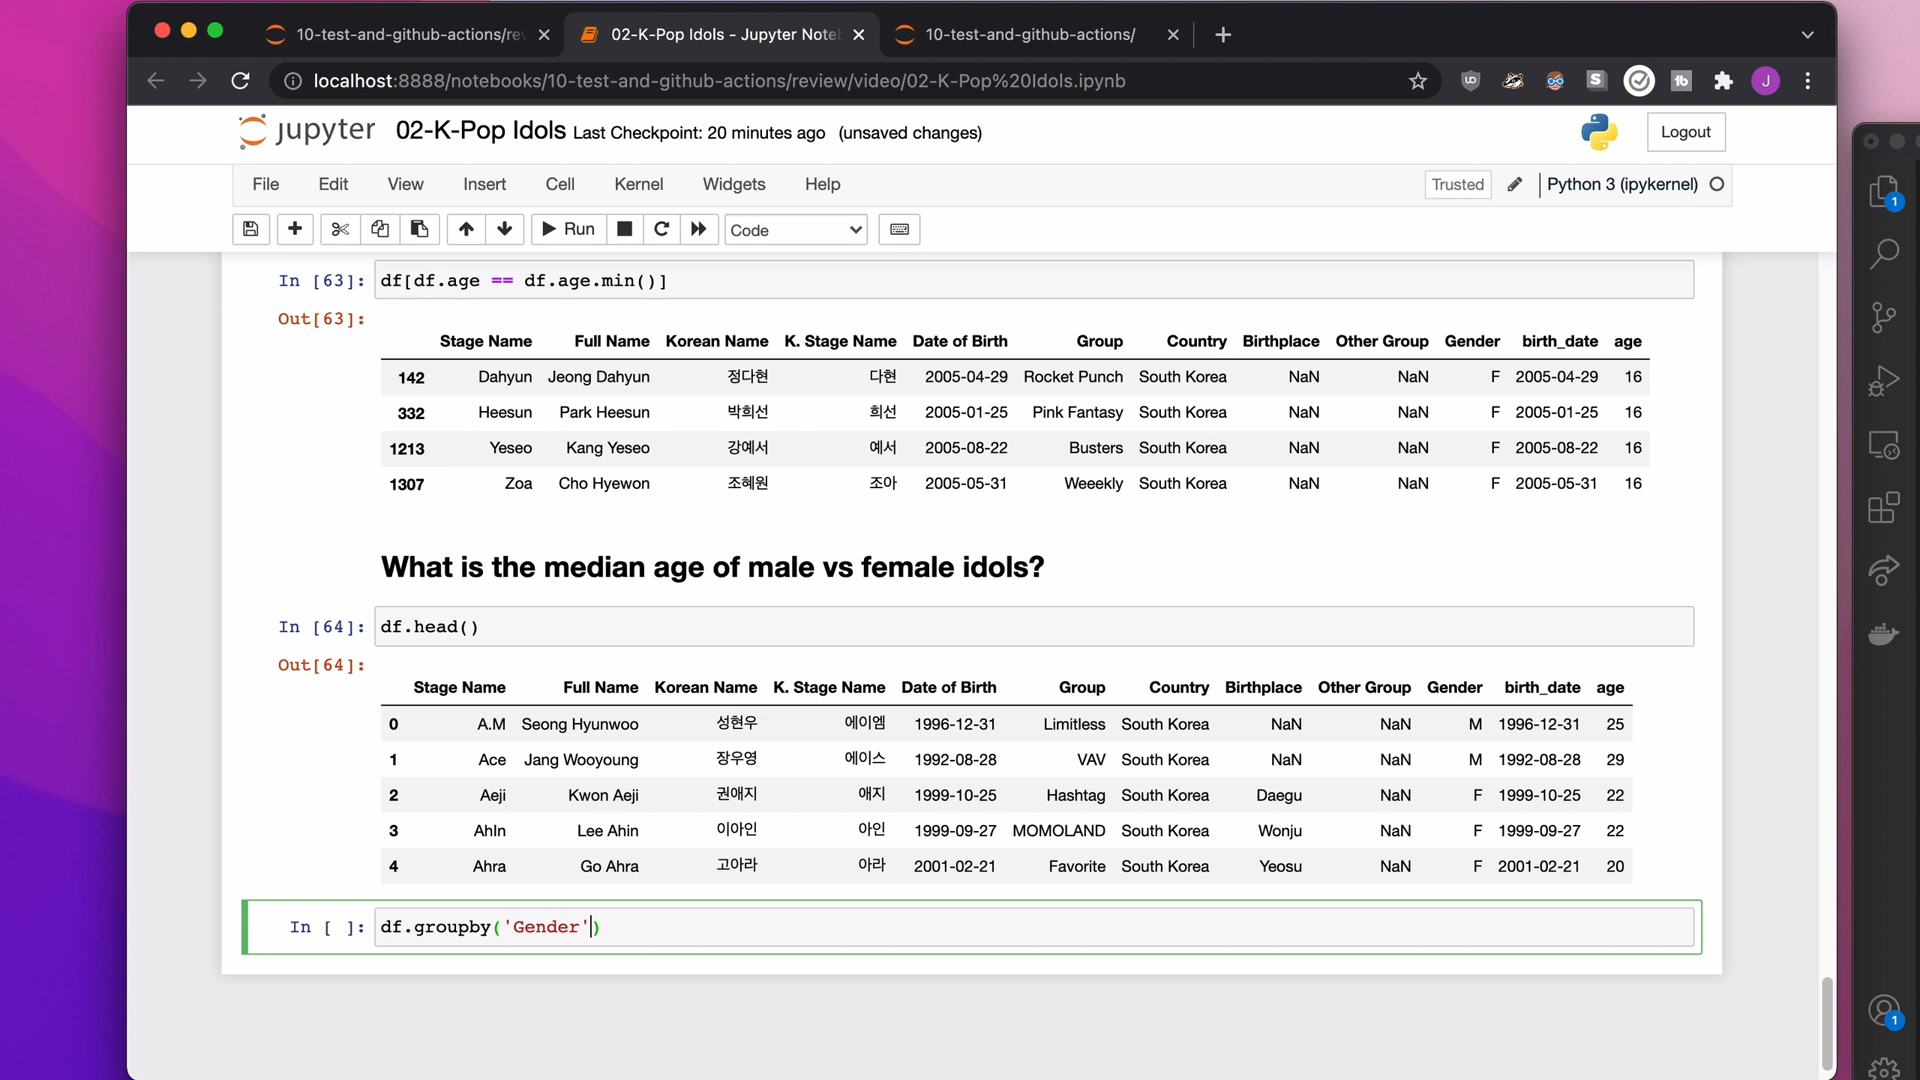 10-test-and-github-actions/rev
02-K-Pop Idols - Jupyter Note
10-test-and-github-actions/
localhost:8888/notebooks/10-test-and-github-actions/review/video/02-K-Pop%20Idols.ipynb
J
jupyter 02-K-Pop Idols Last Checkpoint: 20 minutes ago (unsaved changes)
Logout
File Edit View Insert Cell Kernel Widgets Help
Trusted Python 3 (ipykernel)
Run Code
In [63]: df[df.age == df.age.min()]
Out[63]:
Stage Name Full Name Korean Name K. Stage Name Date of Birth Group Country Birthplace Other Group Gender birth_date age
142 Dahyun Jeong Dahyun 정다현 다현 2005-04-29 Rocket Punch South Korea NaN NaN F 2005-04-29 16
332 Heesun Park Heesun 박희선 희선 2005-01-25 Pink Fantasy South Korea NaN NaN F 2005-01-25 16
1213 Yeseo Kang Yeseo 강예서 예서 2005-08-22 Busters South Korea NaN NaN F 2005-08-22 16
1307 Zoa Cho Hyewon 조혜원 조아 2005-05-31 Weeekly South Korea NaN NaN F 2005-05-31 16
What is the median age of male vs female idols?
In [64]: df.head()
Out[64]:
Stage Name Full Name Korean Name K. Stage Name Date of Birth Group Country Birthplace Other Group Gender birth_date age
0 A.M Seong Hyunwoo 성현우 에이엠 1996-12-31 Limitless South Korea NaN NaN M 1996-12-31 25
1 Ace Jang Wooyoung 장우영 에이스 1992-08-28 VAV South Korea NaN NaN M 1992-08-28 29
2 Aeji Kwon Aeji 권애지 애지 1999-10-25 Hashtag South Korea Daegu NaN F 1999-10-25 22
3 AhIn Lee Ahin 이아인 아인 1999-09-27 MOMOLAND South Korea Wonju NaN F 1999-09-27 22
4 Ahra Go Ahra 고아라 아라 2001-02-21 Favorite South Korea Yeosu NaN F 2001-02-21 20
In [ ]: df.groupby('Gender')
1
1